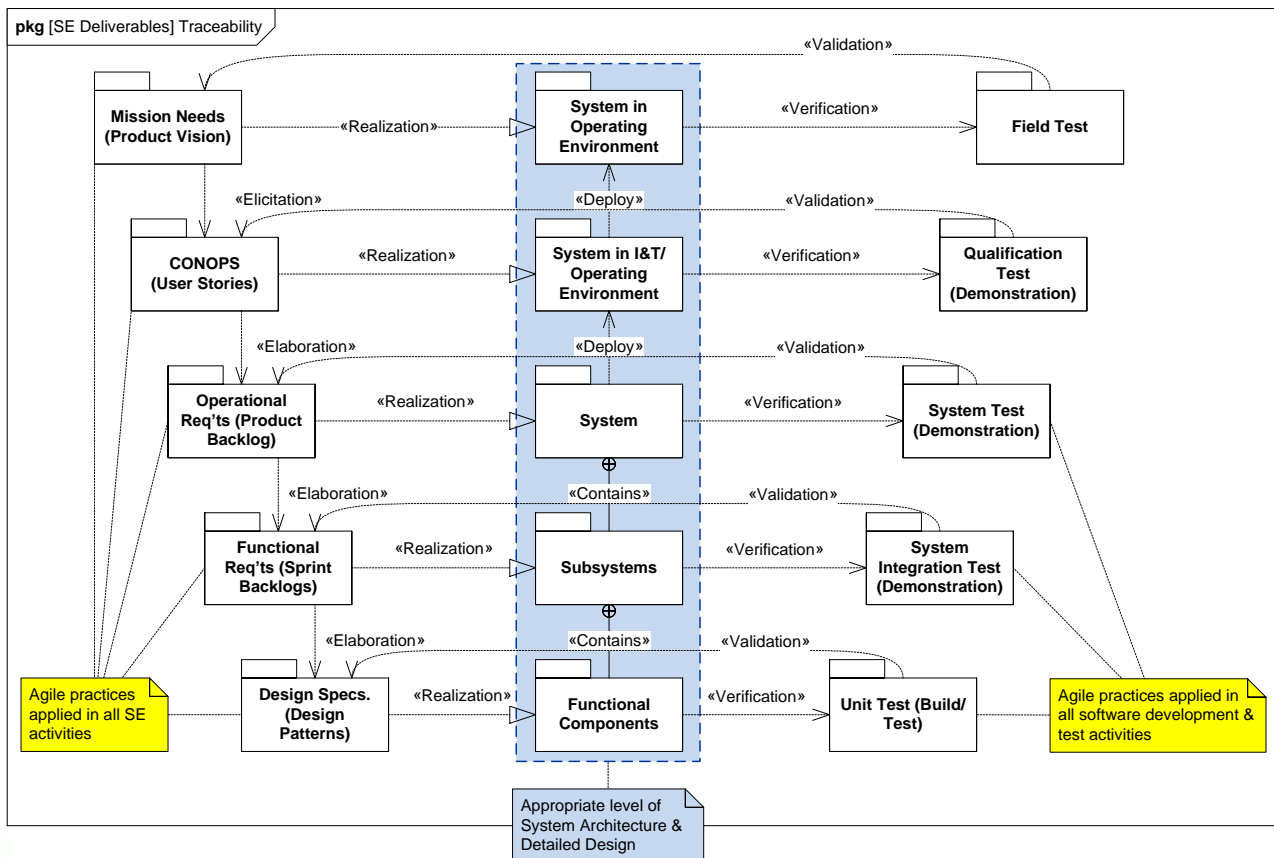 pkg [SE Deliverables] Traceability
«Validation»
Mission Needs
(Product Vision)
«Realization»
System in
Operating
Environment
«Verification»
Field Test
«Elicitation»
«Deploy»
«Validation»
CONOPS
(User Stories)
«Realization»
System in I&T/
Operating
Environment
«Verification»
Qualification
Test
(Demonstration)
«Elaboration»
«Deploy»
«Validation»
Operational
Req'ts (Product
Backlog)
«Realization»
System
«Verification»
System Test
(Demonstration)
«Elaboration»
«Contains»
«Validation»
Functional
Req'ts (Sprint
Backlogs)
«Realization»
Subsystems
«Verification»
System
Integration Test
(Demonstration)
«Elaboration»
«Contains»
«Validation»
Agile practices
applied in all SE
activities
Design Specs.
(Design
Patterns)
«Realization»
Functional
Components
«Verification»
Unit Test (Build/
Test)
Agile practices applied in
all software development &
test activities
Appropriate level of
System Architecture &
Detailed Design